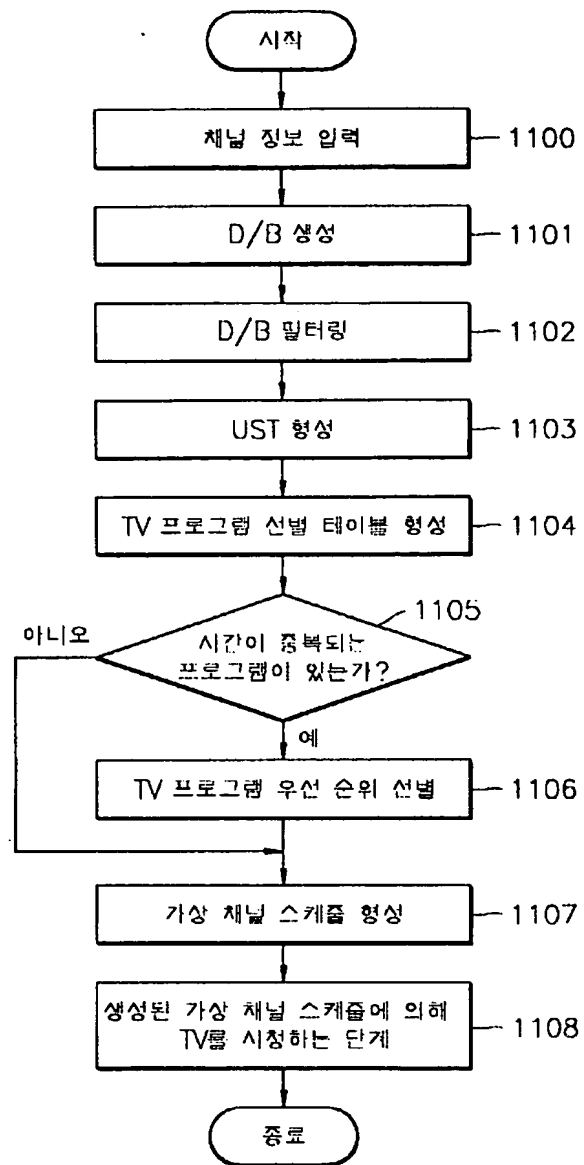 시작
채널 정보 입력
1100
D/B 생성
1101
D/B 필터링
1102
UST 형성
1103
TV 프로그램 선별 테이블 형성
1104
1105
아니오
시간이 중복되는
프로그램이 있는가?
예
TV 프로그램 우선 순위 선별
1106
가상 채널 스케줄 형성
1107
생성된 가상 채널 스케줄에 의해
TV를 시청하는 단계
1108
종료